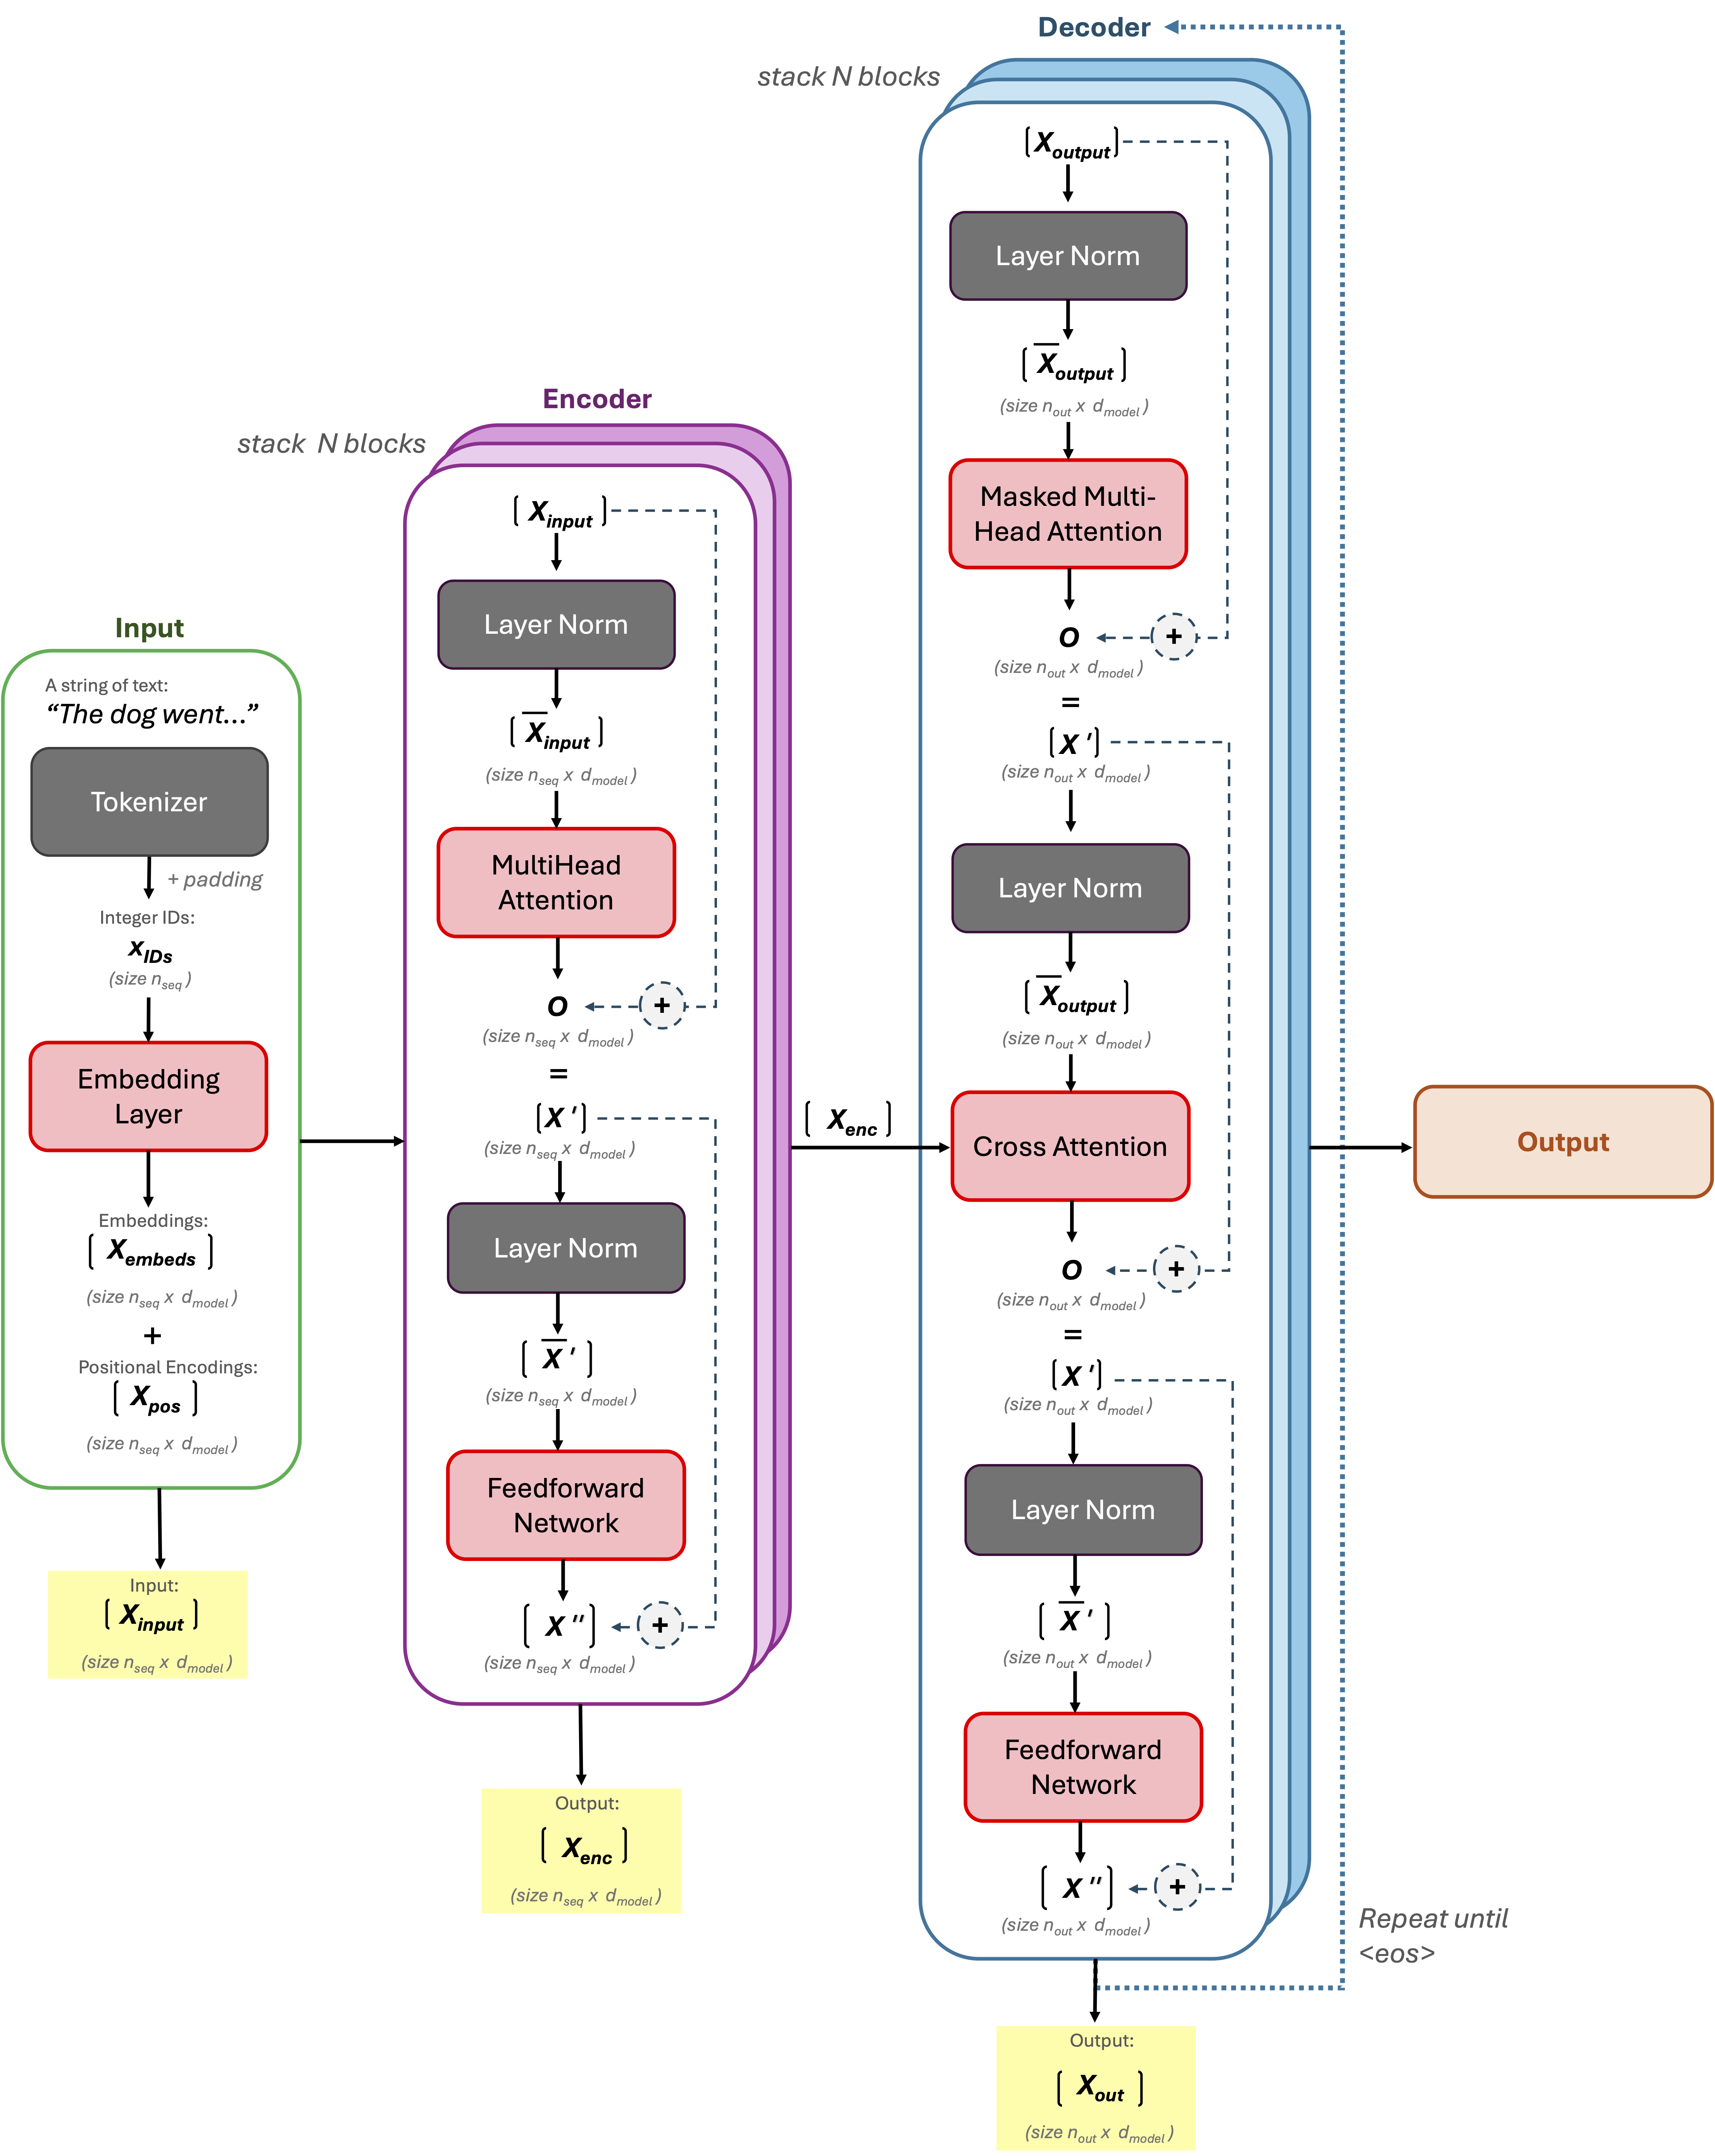 Input
A string of text:
“The dog went...”
Tokenizer
+ padding
Integer IDs:
x_IDs
(size n_seq)
Embedding
Layer
Embeddings:
[ X_embeds ]
(size n_seq x d_model)
+
Positional Encodings:
[ X_pos ]
(size n_seq x d_model)
Input:
[ X_input ]
(size n_seq x d_model)
Encoder
stack N blocks
[ X_input ]
Layer Norm
[ X̅_input ]
(size n_seq x d_model)
MultiHead
Attention
O
+
(size n_seq x d_model)
=
[X ′]
(size n_seq x d_model)
Layer Norm
[ X̅ ′ ]
(size n_seq x d_model)
Feedforward
Network
[ X ″]
+
(size n_seq x d_model)
Output:
[ X_enc ]
(size n_seq x d_model)
[ X_enc ]
Decoder
stack N blocks
[X_output]
Layer Norm
[ X̅_output ]
(size n_out x d_model)
Masked Multi-
Head Attention
O
+
(size n_out x d_model)
=
[X ′]
(size n_out x d_model)
Layer Norm
[ X̅_output ]
(size n_out x d_model)
Cross Attention
O
+
(size n_out x d_model)
=
[X ′]
(size n_out x d_model)
Layer Norm
[ X̅ ′ ]
(size n_out x d_model)
Feedforward
Network
[ X ″]
+
(size n_out x d_model)
Repeat until
<eos>
Output:
[ X_out ]
(size n_out x d_model)
Output